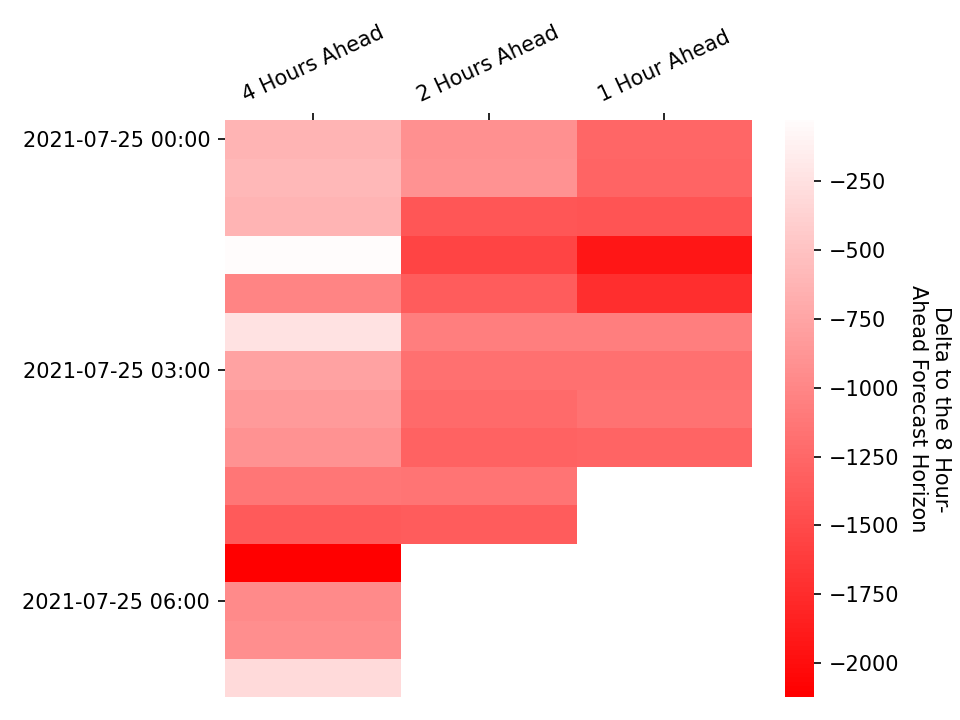 4 Hours Ahead
2 Hours Ahead
1 Hour Ahead
2021-07-25 00:00
2021-07-25 03:00
2021-07-25 06:00
−250
−500
−750
−1000
−1250
−1500
−1750
−2000
Delta to the 8 Hour-
Ahead Forecast Horizon